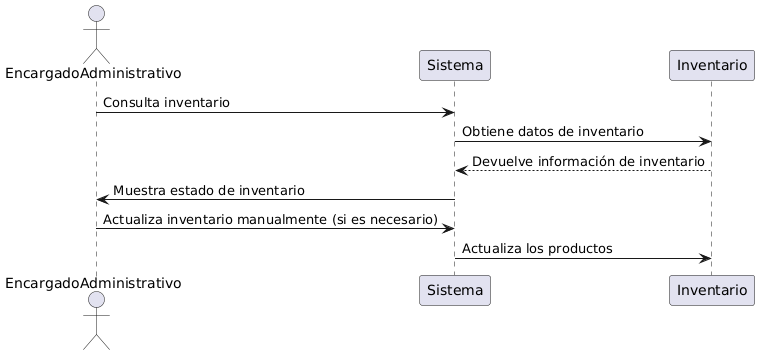 EncargadoAdministrativo
Sistema
Inventario
Consulta inventario
Obtiene datos de inventario
Devuelve información de inventario
Muestra estado de inventario
Actualiza inventario manualmente (si es necesario)
Actualiza los productos
EncargadoAdministrativo
Sistema
Inventario